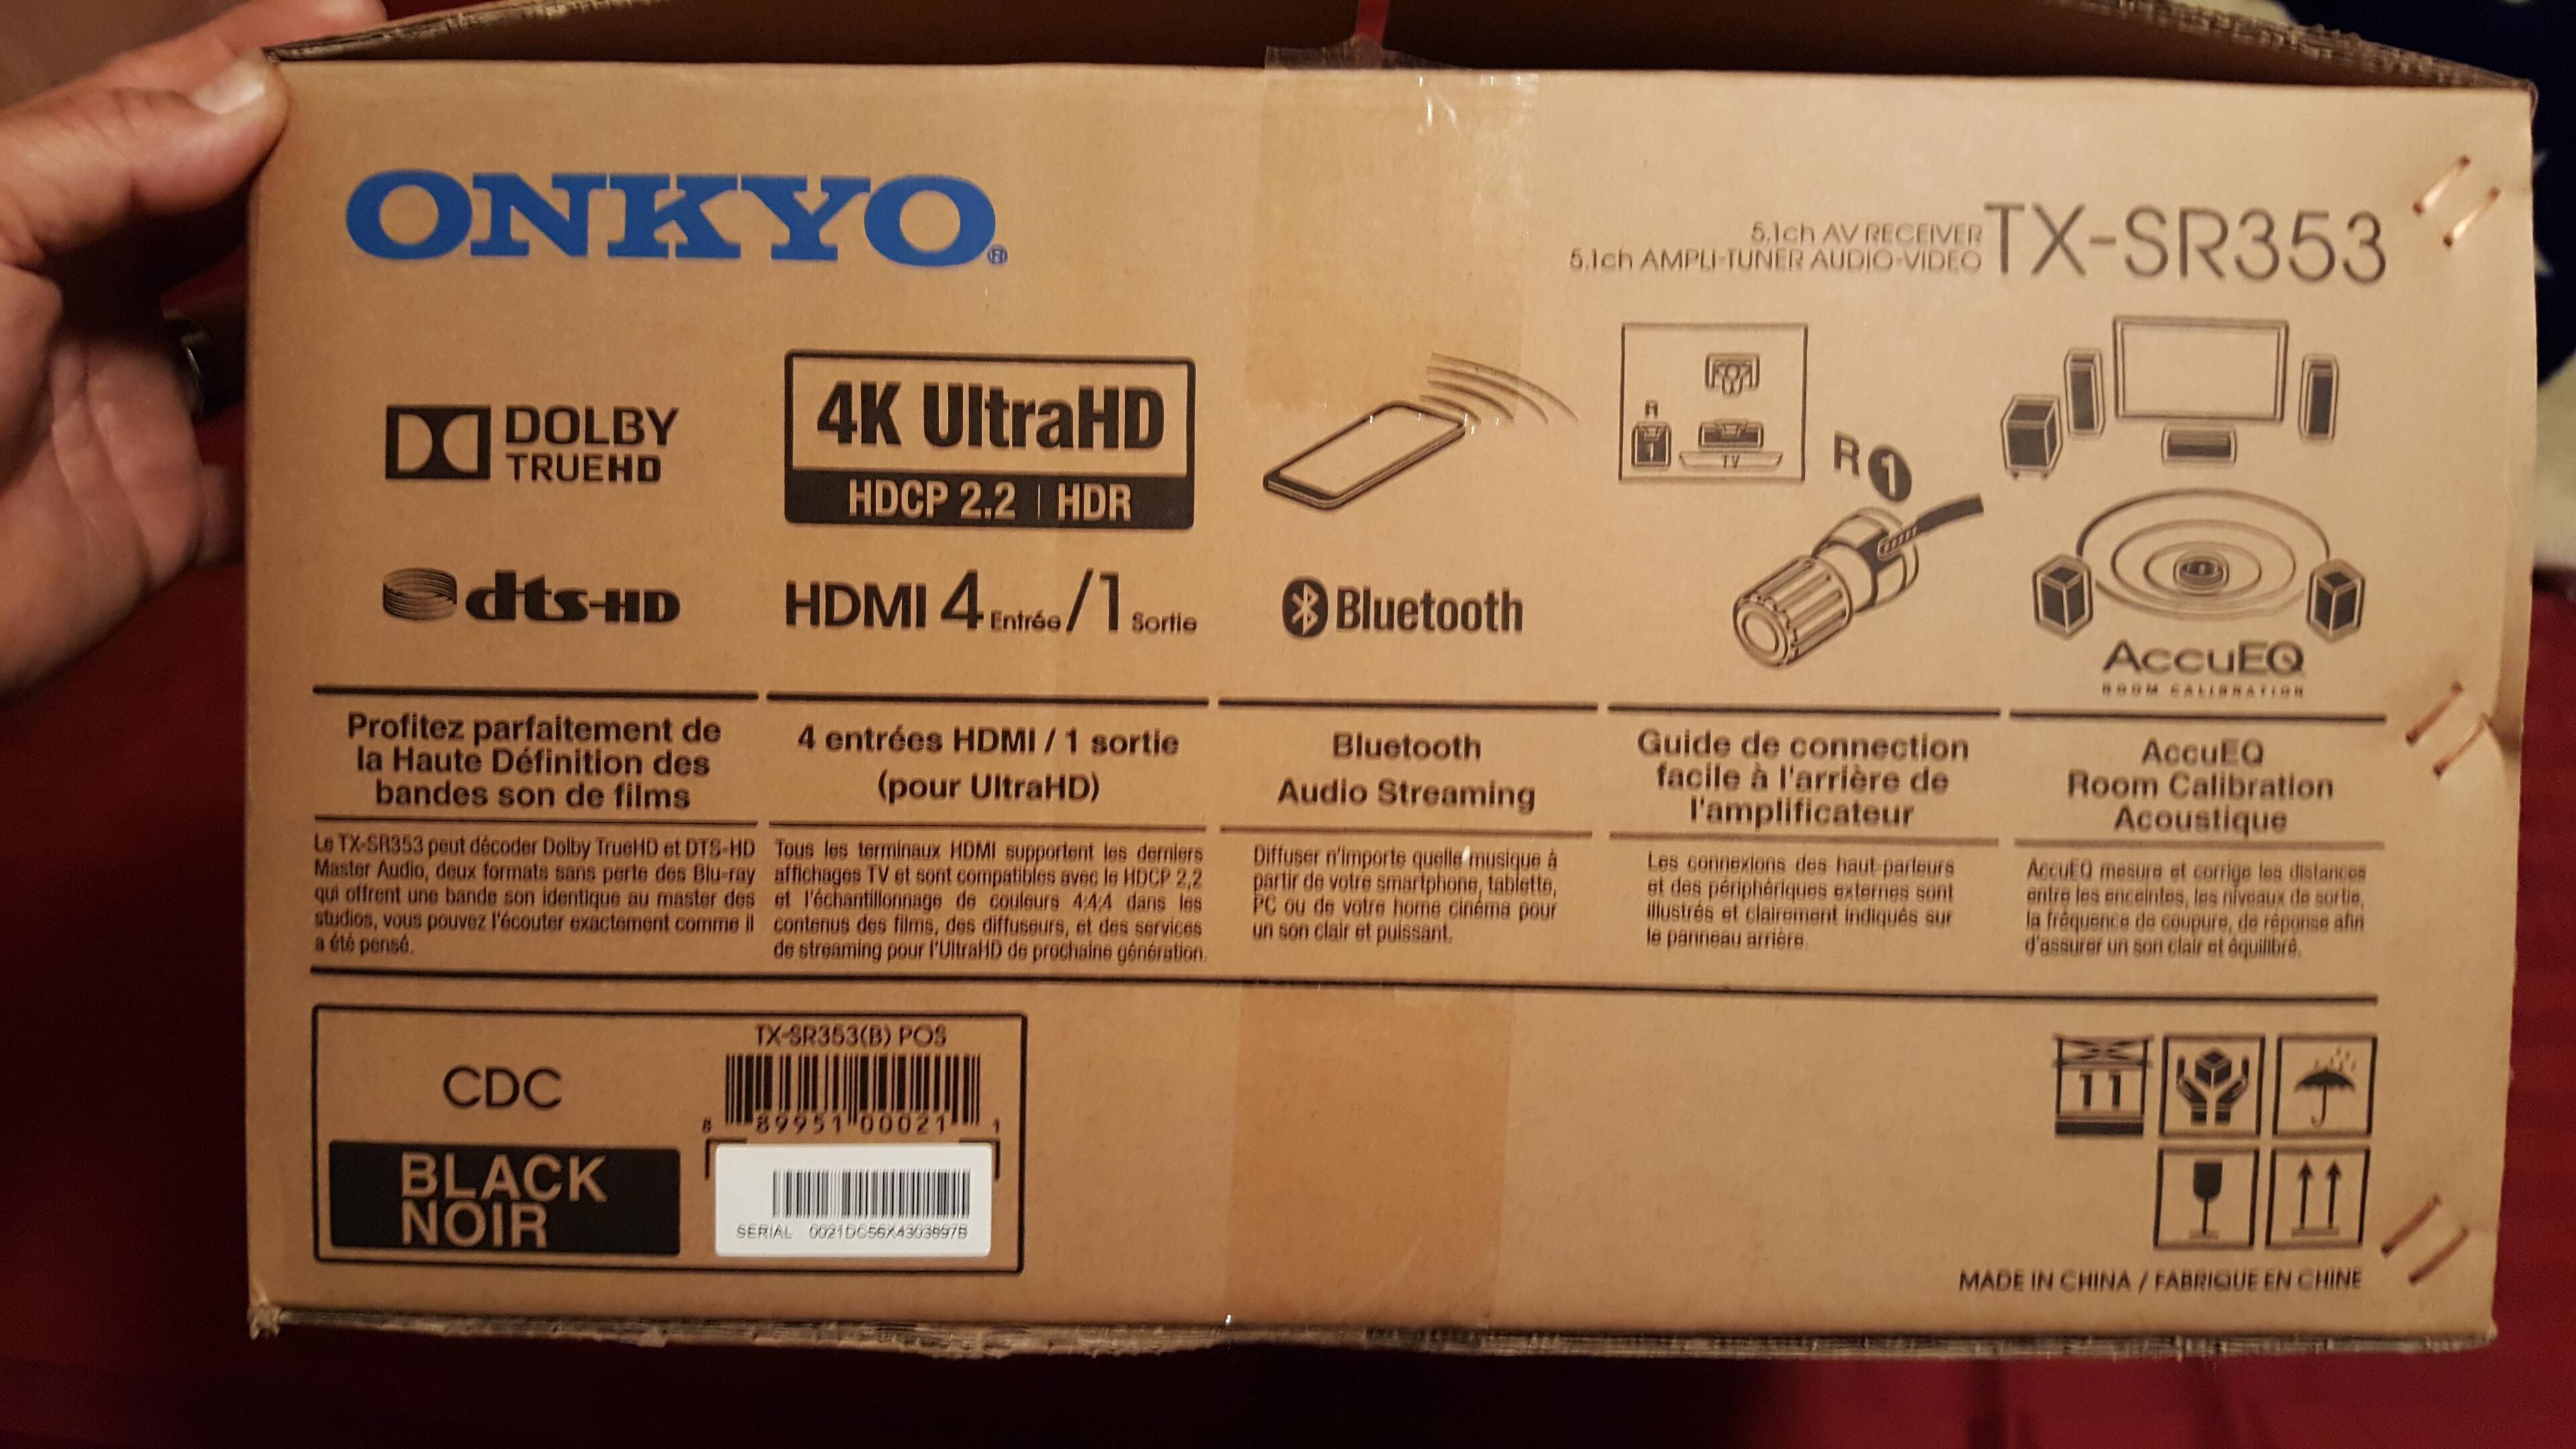 ONKYO®
5.1ch AV RECEIVER
5.1ch AMPLI-TUNER AUDIO-VIDEO
TX-SR353
DOLBY
TRUEHD
dts-HD
4K UltraHD
HDCP 2.2 | HDR
HDMI 4 Entrée / 1 Sortie
Bluetooth
R
1
TV
R 1
AccuEQ
ROOM CALIBRATION
Profitez parfaitement de
la Haute Définition des
bandes son de films
Le TX-SR353 peut décoder Dolby TrueHD et DTS-HD
Master Audio, deux formats sans perte des Blu-ray
qui offrent une bande son identique au master des
studios, vous pouvez l'écouter exactement comme il
a été pensé.
4 entrées HDMI / 1 sortie
(pour UltraHD)
Tous les terminaux HDMI supportent les derniers
affichages TV et sont compatibles avec le HDCP 2,2
et l'échantillonnage de couleurs 4:4:4 dans les
contenus des films, des diffuseurs, et des services
de streaming pour l'UltraHD de prochaine génération.
Bluetooth
Audio Streaming
Diffuser n'importe quelle musique à
partir de votre smartphone, tablette,
PC ou de votre home cinéma pour
un son clair et puissant.
Guide de connection
facile à l'arrière de
l'amplificateur
Les connexions des haut-parleurs
et des périphériques externes sont
illustrés et clairement indiqués sur
le panneau arrière.
AccuEQ
Room Calibration
Acoustique
AccuEQ mesure et corrige les distances
entre les enceintes, les niveaux de sortie,
la fréquence de coupure, de réponse afin
d'assurer un son clair et équilibré.
CDC
BLACK
NOIR
TX-SR353(B) POS
8 89951 00021 1
SERIAL 0021DC56X4303897B
11
MADE IN CHINA / FABRIQUE EN CHINE